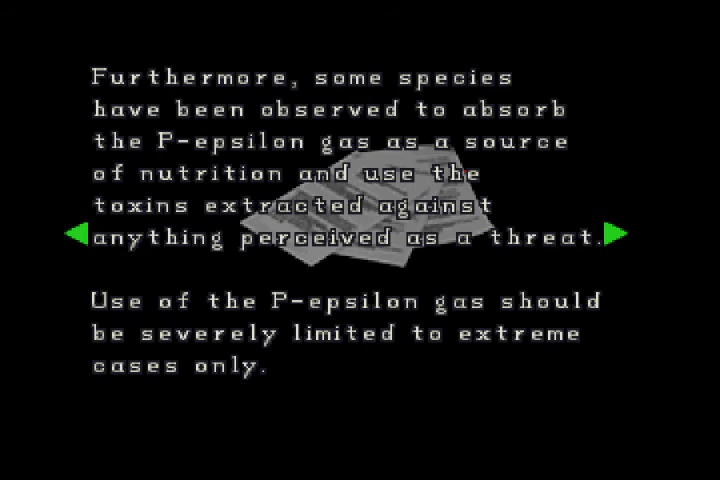 Furthermore, some species
have been observed to absorb
the P-epsilon gas as a source
of nutrition and use the
toxins extracted against
anything perceived as a threat.
Use of the P-epsilon gas should
be severely limited to extreme
cases only.